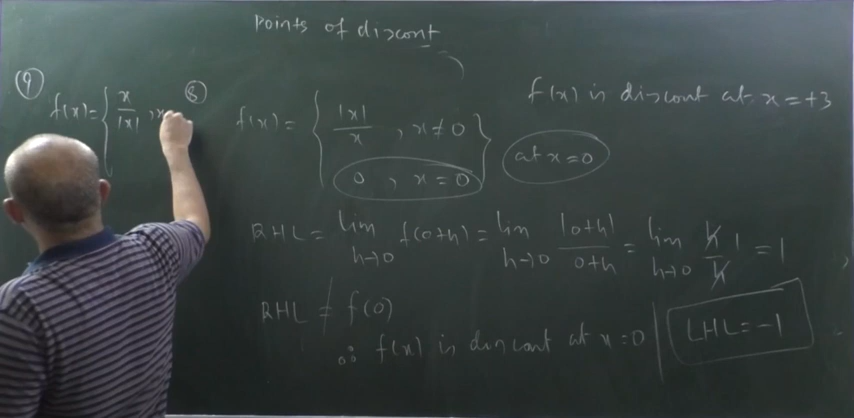 Points of discont
f(x) is discont at x = +3
⑧ f(x) = { |x|/x , x ≠ 0
0 , x = 0 } at x = 0
RHL = lim h→0 f(0+h) = lim h→0 |0+h|/0+h = lim h→0 h/h 1 = 1
RHL ≠ f(0)
∴ f(x) is discont at x = 0 | LHL = -1
⑨ f(x) = { x/|x| , x